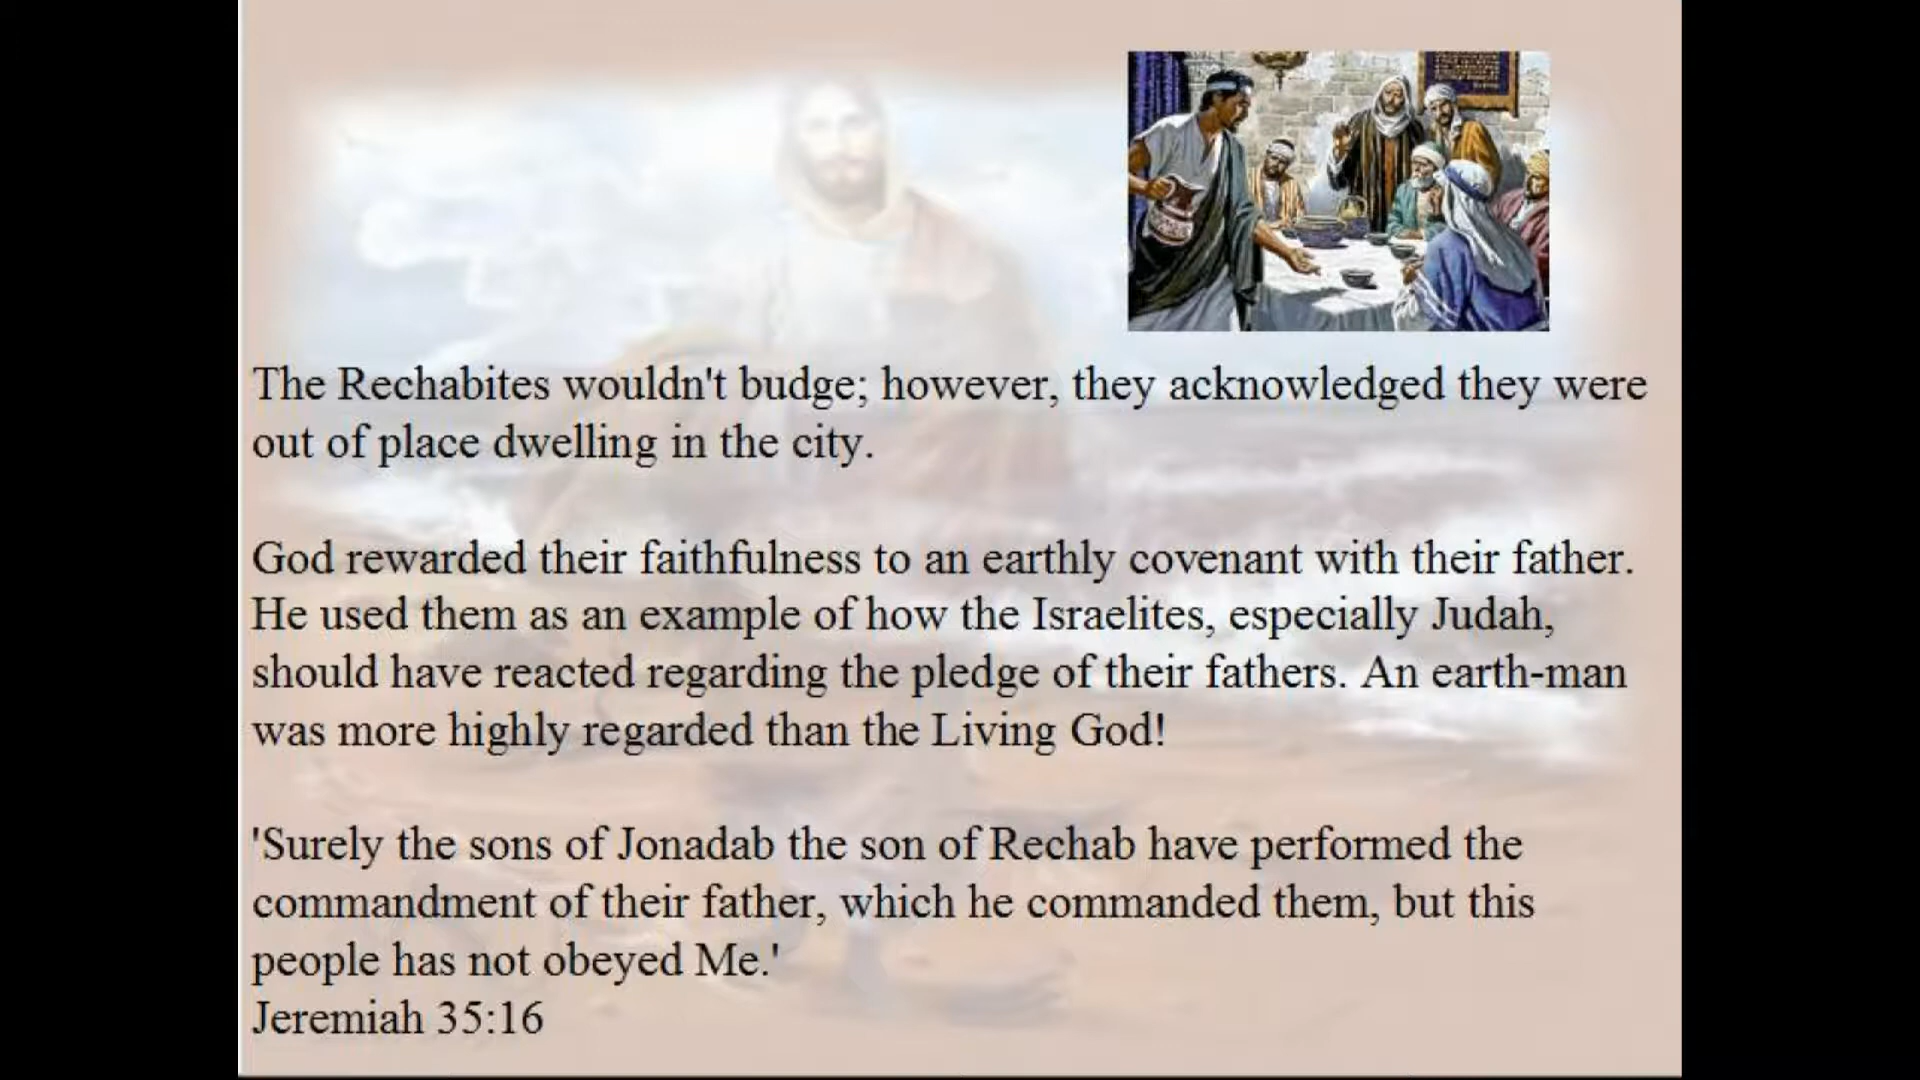 The Rechabites wouldn't budge; however, they acknowledged they were
out of place dwelling in the city.
God rewarded their faithfulness to an earthly covenant with their father.
He used them as an example of how the Israelites, especially Judah,
should have reacted regarding the pledge of their fathers. An earth-man
was more highly regarded than the Living God!
'Surely the sons of Jonadab the son of Rechab have performed the
commandment of their father, which he commanded them, but this
people has not obeyed Me.'
Jeremiah 35:16